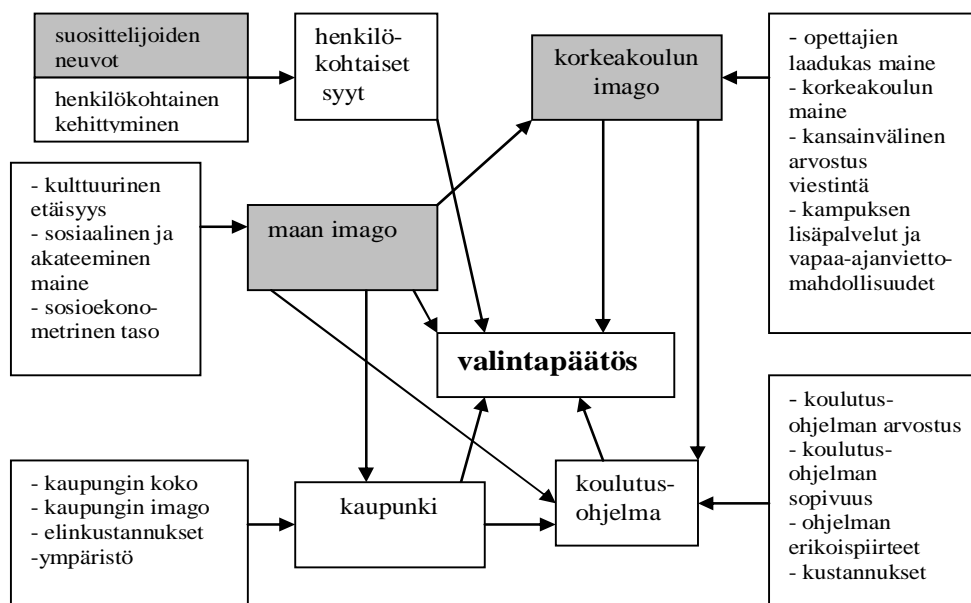 suosittelijoiden
neuvot
henkilökohtainen
kehittyminen
henkilö-
kohtaiset
syyt
korkeakoulun
imago
- opettajien
laadukas maine
- korkeakoulun
maine
- kansainvälinen
arvostus
viestintä
- kampuksen
lisäpalvelut ja
vapaa-ajanvietto-
mahdollisuudet
- kulttuurinen
etäisyys
- sosiaalinen ja
akateeminen
maine
- sosioekono-
metrinen taso
maan imago
valintapäätös
- kaupungin koko
- kaupungin imago
- elinkustannukset
-ympäristö
kaupunki
koulutus-
ohjelma
- koulutus-
ohjelman arvostus
- koulutus-
ohjelman
sopivuus
- ohjelman
erikoispiirteet
- kustannukset